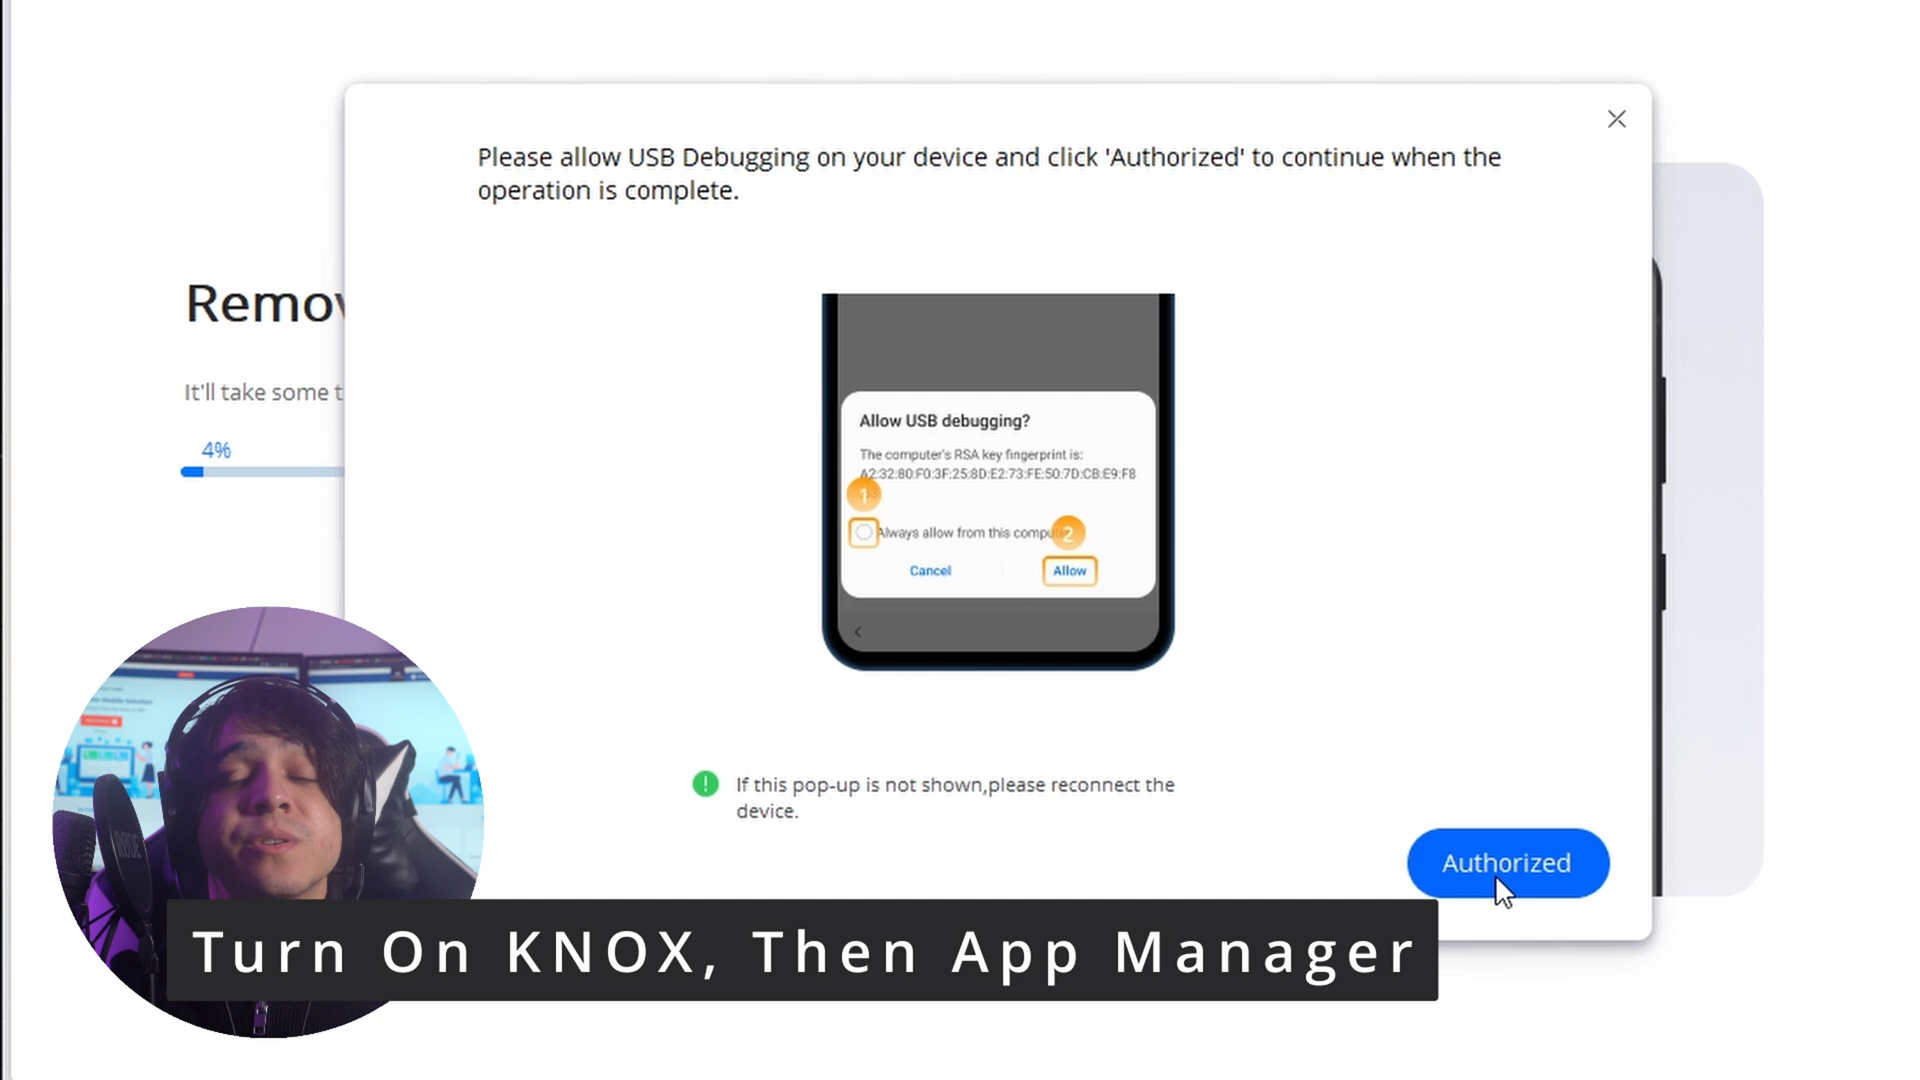 Please allow USB Debugging on your device and click 'Authorized' to continue when the
operation is complete.
Remov
It'll take some t
4%
Allow USB debugging?
The computer's RSA key fingerprint is:
A2:32:80:F0:3F:25:8D:E2:73:FE:50:7D:CB:E9:F8
1
Always allow from this compu
2
Cancel
Allow
If this pop-up is not shown,please reconnect the
device.
Authorized
RØDE
Turn On KNOX, Then App Manager